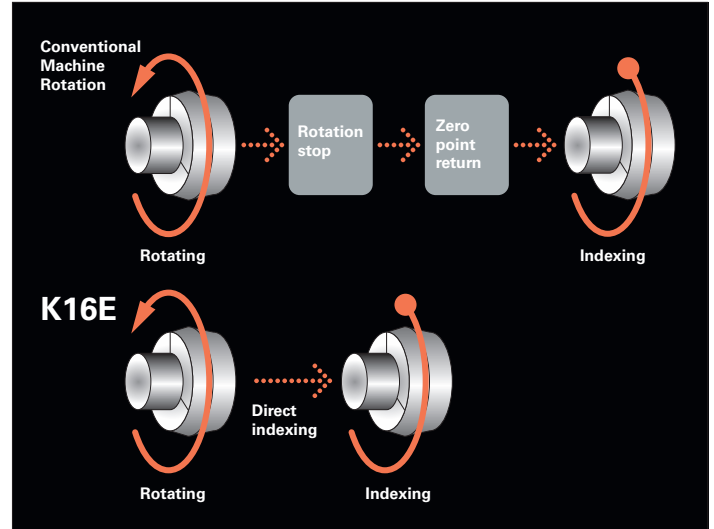 Conventional
Machine
Rotation
Rotation
stop
Zero
point
return
Rotating
Indexing
K16E
Direct
indexing
Rotating
Indexing